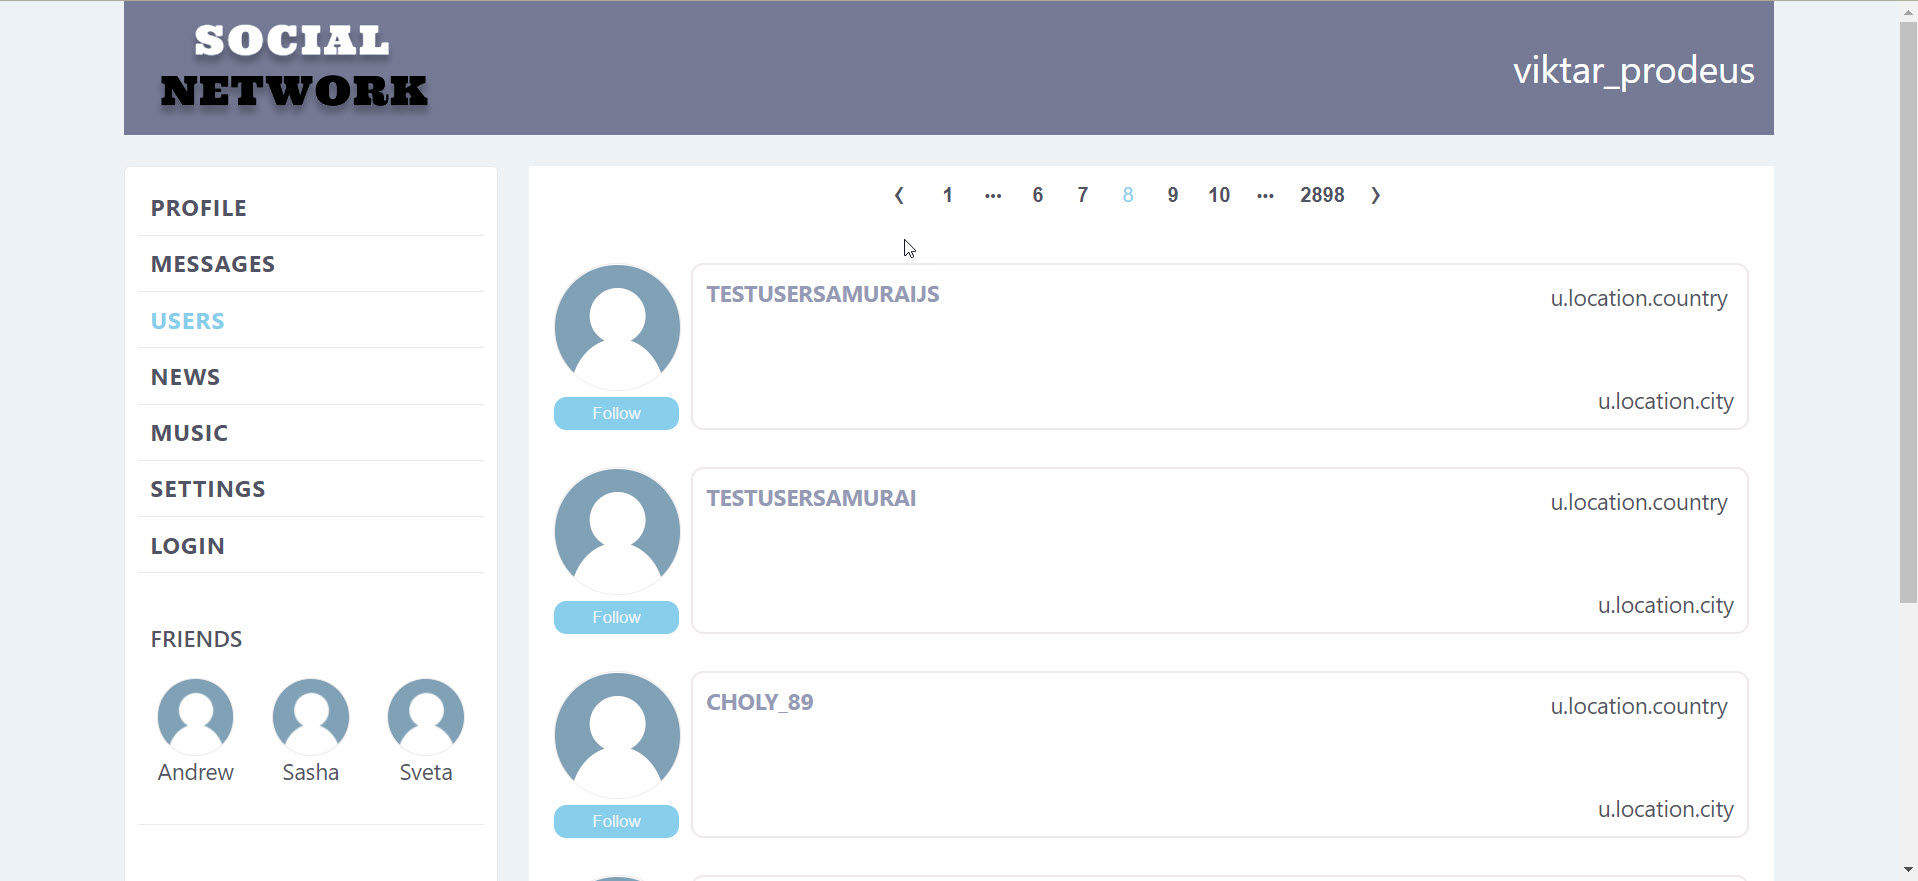 SOCIAL
NETWORK
viktar_prodeus
PROFILE
MESSAGES
USERS
NEWS
MUSIC
SETTINGS
LOGIN
FRIENDS
Andrew Sasha Sveta
❮ 1 ••• 6 7 8 9 10 ••• 2898 ❯
TESTUSERSAMURAIJS
u.location.country
u.location.city
Follow
TESTUSERSAMURAI
u.location.country
u.location.city
Follow
CHOLY_89
u.location.country
u.location.city
Follow